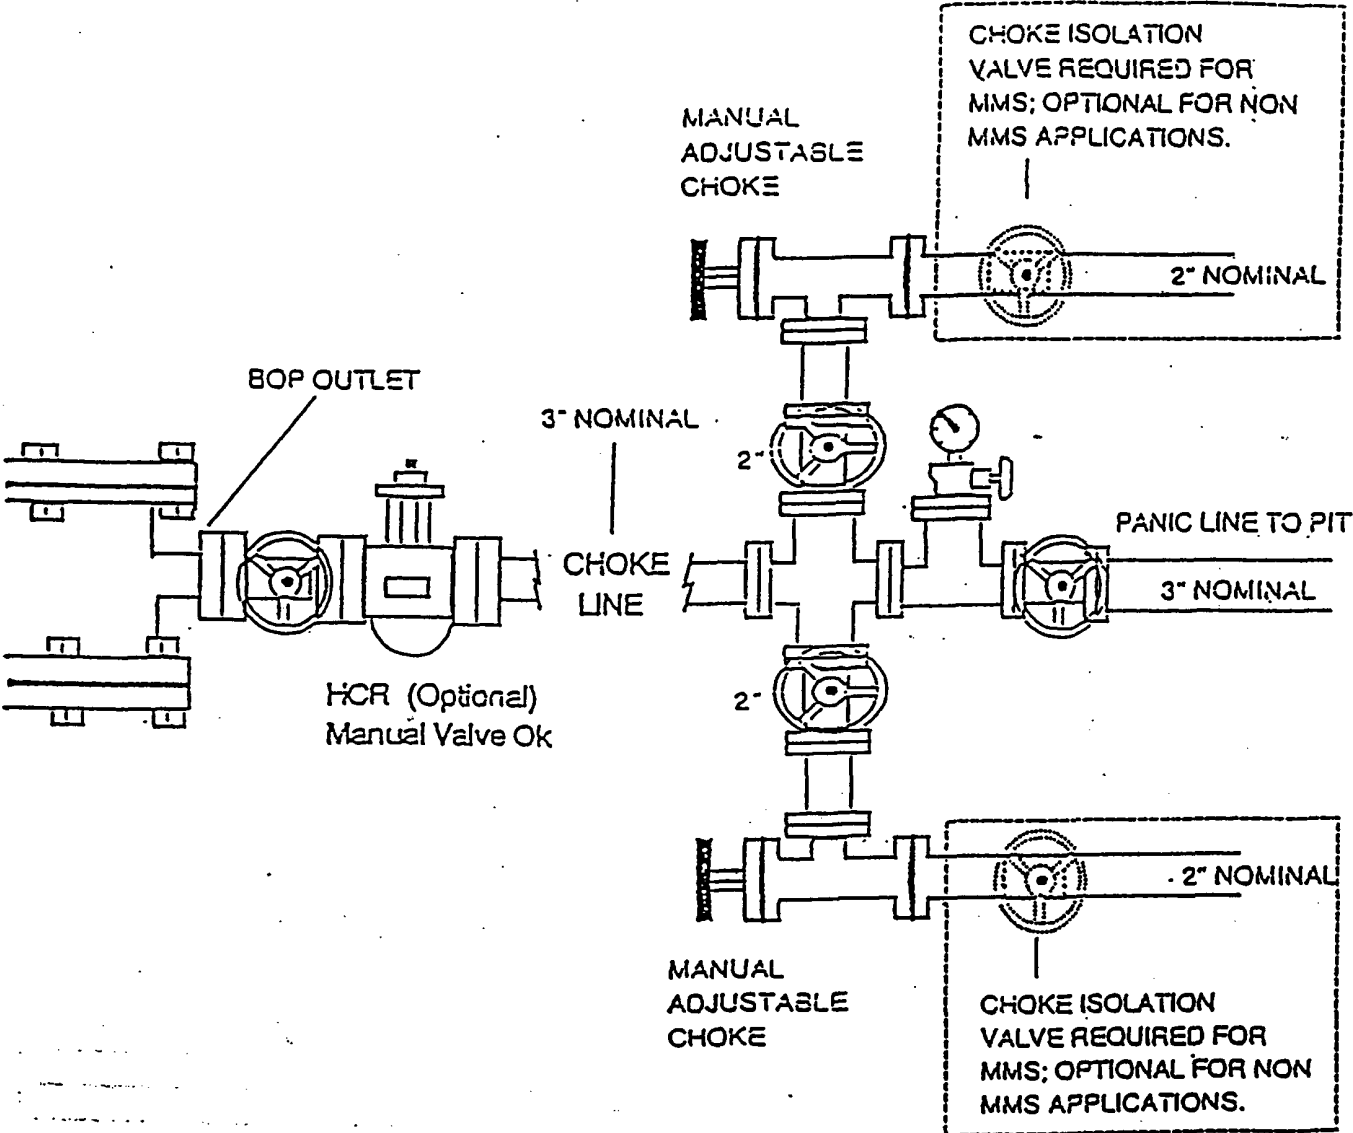 CHOKE ISOLATION
VALVE REQUIRED FOR
MMS; OPTIONAL FOR NON
MMS APPLICATIONS.
MANUAL
ADJUSTABLE
CHOKE
2" NOMINAL
BOP OUTLET
3" NOMINAL
2"
PANIC LINE TO PIT
CHOKE
LINE
3" NOMINAL
HCR (Optional)
Manual Valve Ok
2"
2" NOMINAL
MANUAL
ADJUSTABLE
CHOKE
CHOKE ISOLATION
VALVE REQUIRED FOR
MMS; OPTIONAL FOR NON
MMS APPLICATIONS.